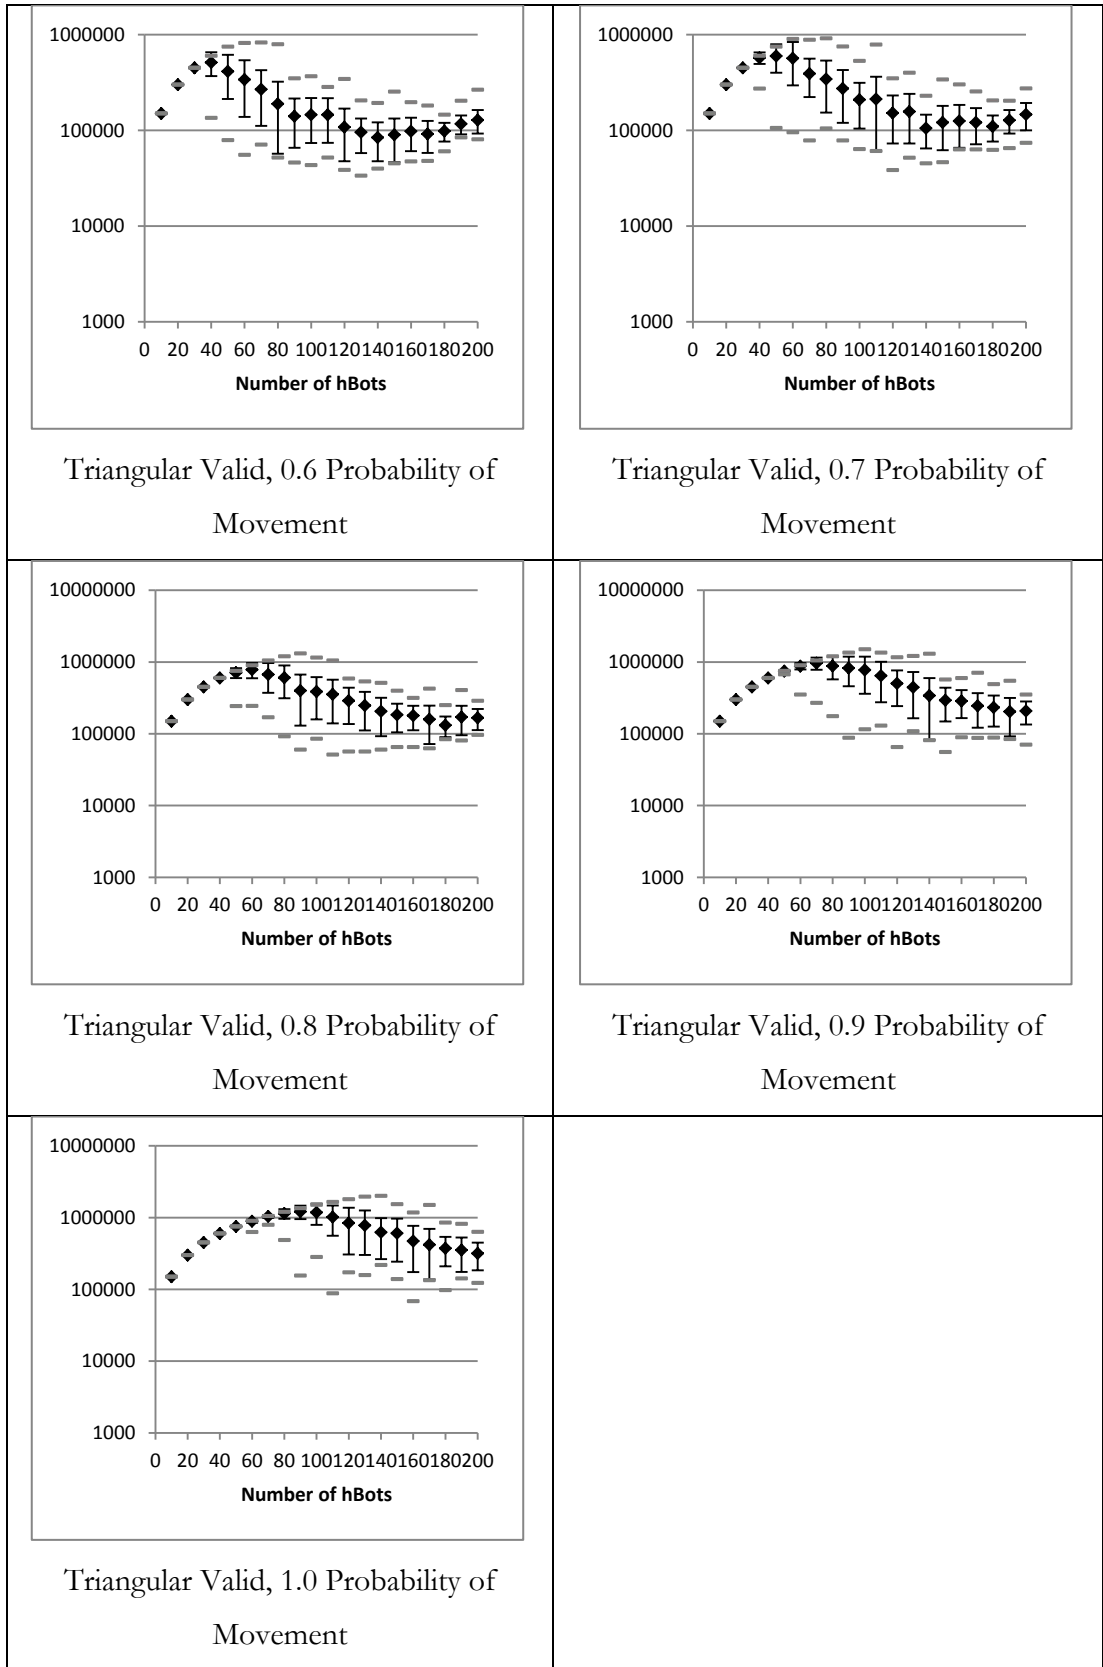 1000000
100000
10000
1000
0 20 40 60 80 100120140160180200
Number of hBots
Triangular Valid, 0.6 Probability of
Movement
1000000
100000
10000
1000
0 20 40 60 80 100120140160180200
Number of hBots
Triangular Valid, 0.7 Probability of
Movement
10000000
1000000
100000
10000
1000
0 20 40 60 80 100120140160180200
Number of hBots
Triangular Valid, 0.8 Probability of
Movement
10000000
1000000
100000
10000
1000
0 20 40 60 80 100120140160180200
Number of hBots
Triangular Valid, 0.9 Probability of
Movement
10000000
1000000
100000
10000
1000
0 20 40 60 80 100120140160180200
Number of hBots
Triangular Valid, 1.0 Probability of
Movement